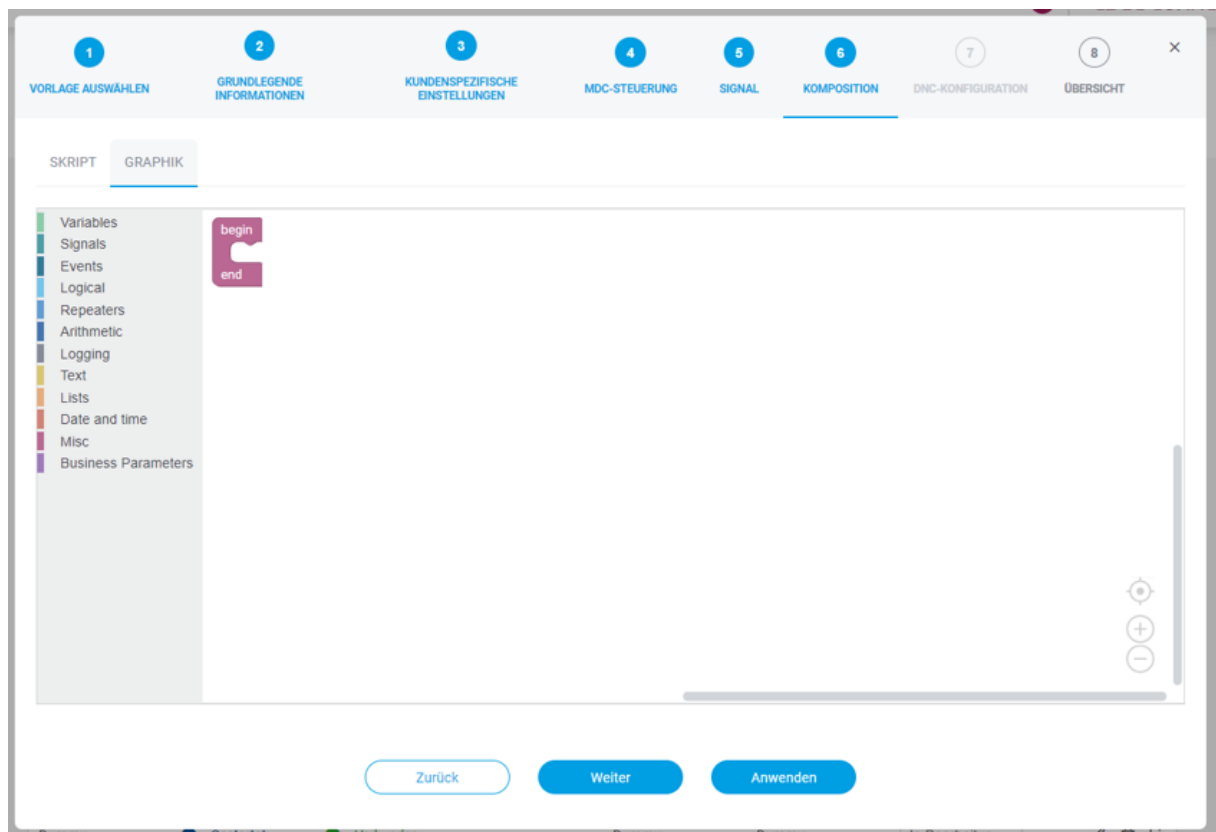 1
2
3
4
5
6
7
8
×
VORLAGE AUSWÄHLEN
GRUNDLEGENDE
INFORMATIONEN
KUNDENSPEZIFISCHE
EINSTELLUNGEN
MDC-STEUERUNG
SIGNAL
KOMPOSITION
DNC-KONFIGURATION
ÜBERSICHT
SKRIPT
GRAPHIK
Variables
Signals
Events
Logical
Repeaters
Arithmetic
Logging
Text
Lists
Date and time
Misc
Business Parameters
begin
end
Zurück
Weiter
Anwenden